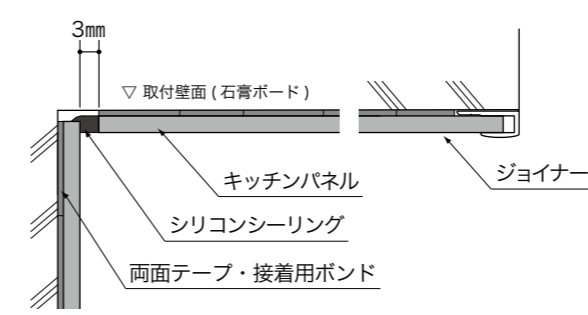 3mm
▽ 取付壁面 ( 石膏ボード )
ジョイナー
キッチンパネル
シリコンシーリング
両面テープ・接着用ボンド